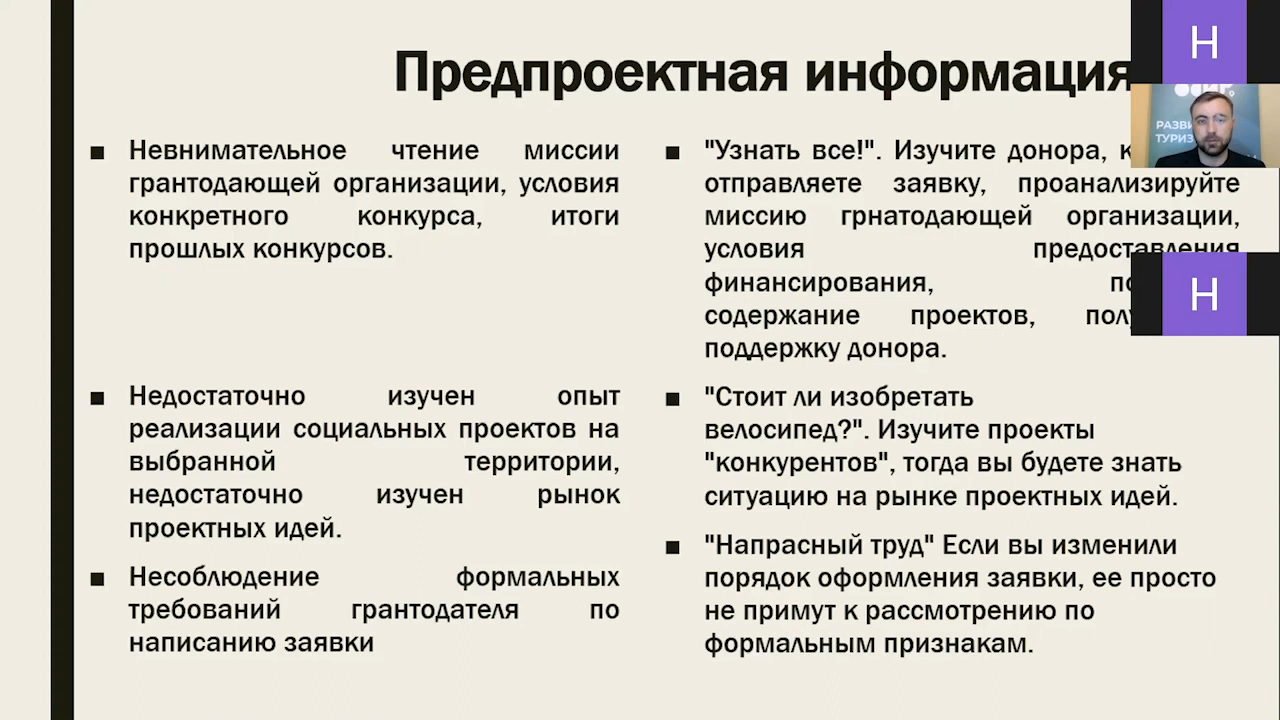 Предпроектная информация
Невнимательное чтение миссии
грантодающей организации, условия
конкретного конкурса, итоги
прошлых конкурсов.
Недостаточно изучен опыт
реализации социальных проектов на
выбранной территории,
недостаточно изучен рынок
проектных идей.
Несоблюдение формальных
требований грантодателя по
написанию заявки
"Узнать все!". Изучите донора,
отправляете заявку, проанализируйте
миссию грнатодающей организации,
условия предоставления
финансирования,
содержание проектов,
поддержку донора.
"Стоит ли изобретать
велосипед?". Изучите проекты
"конкурентов", тогда вы будете знать
ситуацию на рынке проектных идей.
"Напрасный труд" Если вы изменили
порядок оформления заявки, ее просто
не примут к рассмотрению по
формальным признакам.
Н
Н